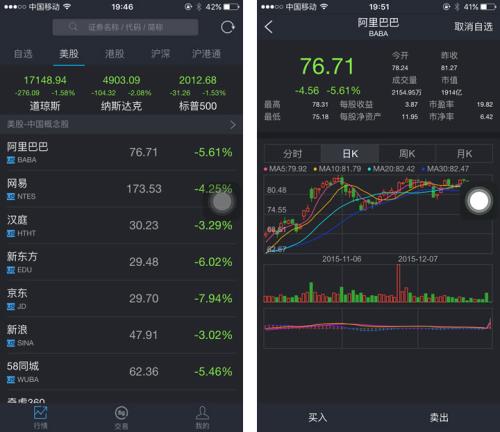 中国移动 19:46 42%
证券名称 / 代码 / 简称
自选 美股 港股 沪深 沪港通
17148.94 4903.09 2012.68
-276.09 -1.58% -104.32 -2.08% -31.26 -1.53%
道琼斯 纳斯达克 标普500
美股-中国概念股
阿里巴巴 76.71 -5.61%
US BABA
网易 173.53 -4.25%
US NTES
汉庭 30.23 -3.29%
US HTHT
新东方 29.48 -6.02%
US EDU
京东 29.70 -7.94%
US JD
新浪 47.91 -3.02%
US SINA
58同城 62.36 -5.46%
US WUBA
奇虎360
行情 交易 我的
中国移动 19:51 41%
阿里巴巴 取消自选
BABA
76.71
-4.56 -5.61%
今开 昨收
78.24 81.27
成交量 市值
2154.95万 1914亿
最高 78.31 每股收益 3.87 市盈率 19.82
最低 75.18 每股净资产 11.95 市净率 6.42
分时 日K 周K 月K
MA5:79.92 MA10:81.79 MA20:82.42 MA30:82.47
80.48
74.55
68.61
62.67
2015-11-06 2015-12-07
买入 卖出